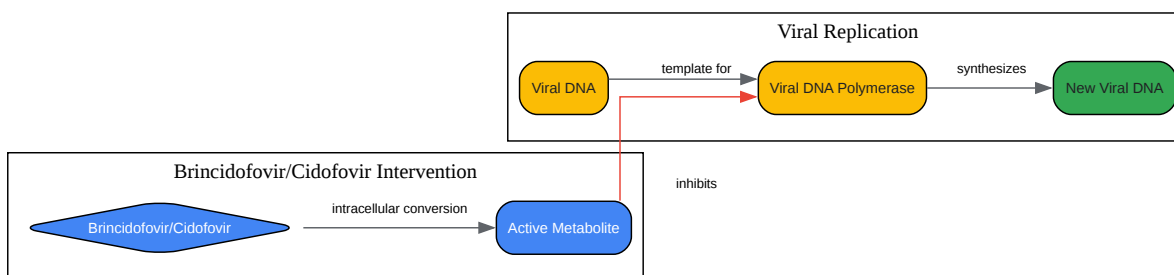 Viral Replication
Viral DNA
template for
Viral DNA Polymerase
synthesizes
New Viral DNA
Brincidofovir/Cidofovir Intervention
inhibits
Brincidofovir/Cidofovir
intracellular conversion
Active Metabolite